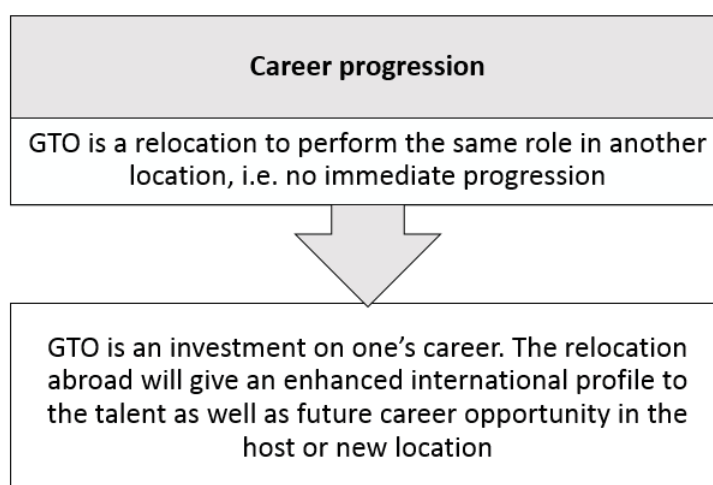 Career progression
GTO is a relocation to perform the same role in another
location, i.e. no immediate progression
GTO is an investment on one’s career. The relocation
abroad will give an enhanced international profile to
the talent as well as future career opportunity in the
host or new location